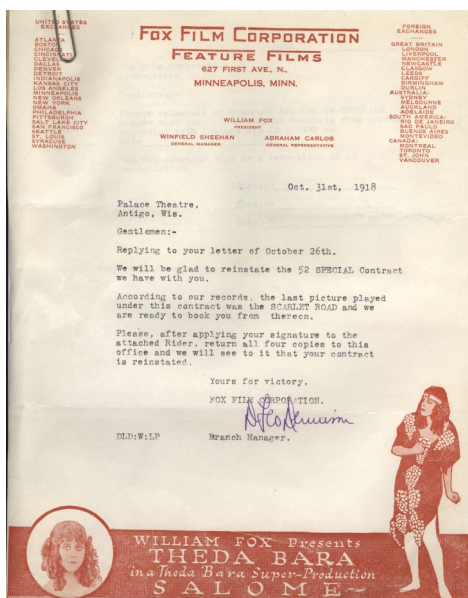 UNITED STATES
EXCHANGES
ATLANTA
BOSTON
CHICAGO
CINCINNATI
CLEVELAND
DALLAS
DENVER
DETROIT
INDIANAPOLIS
KANSAS CITY
LOS ANGELES
MINNEAPOLIS
NEW ORLEANS
NEW YORK
OMAHA
PHILADELPHIA
PITTSBURGH
SALT LAKE CITY
SAN FRANCISCO
SEATTLE
ST. LOUIS
SYRACUSE
WASHINGTON
FOX FILM CORPORATION
FEATURE FILMS
627 FIRST AVE., N.,
MINNEAPOLIS, MINN.
WILLIAM FOX
PRESIDENT
WINFIELD SHEEHAN
GENERAL MANAGER
ABRAHAM CARLOS
GENERAL REPRESENTATIVE
FOREIGN
EXCHANGES
GREAT BRITAIN
LONDON
LIVERPOOL
MANCHESTER
NEWCASTLE
GLASGOW
LEEDS
CARDIFF
BIRMINGHAM
DUBLIN
AUSTRALIA:
SYDNEY
MELBOURNE
AUCKLAND
ADELAIDE
SOUTH AMERICA:
RIO DE JANEIRO
SAO PAULO
BUENOS AIRES
MONTEVIDEO
CANADA:
MONTREAL
TORONTO
ST. JOHN
VANCOUVER
Oct. 31st, 1918
Palace Theatre,
Antigo, Wis.
Gentlemen:-
Replying to your letter of October 26th.
We will be glad to reinstate the 52 SPECIAL Contract
we have with you.
According to our records, the last picture played
under this contract was the SCARLET ROAD and we
are ready to book you from thereon.
Please, after applying your signature to the
attached Rider, return all four copies to this
office and we will see to it that your contract
is reinstated.
Yours for victory,
FOX FILM CORPORATION.
DLD:W:LP
Branch Manager.
WILLIAM FOX Presents
THEDA BARA
in a Theda Bara Super-Production
SALOME